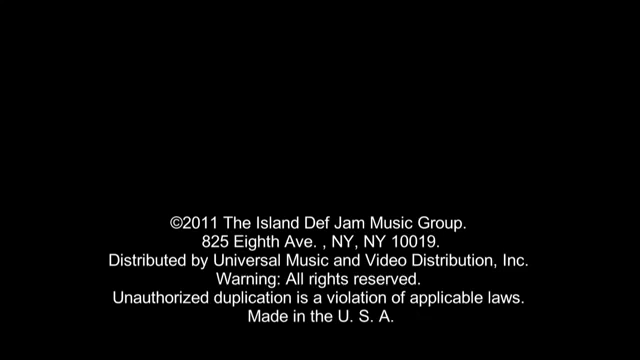 ©2011 The Island Def Jam Music Group.
825 Eighth Ave. , NY, NY 10019.
Distributed by Universal Music and Video Distribution, Inc.
Warning: All rights reserved.
Unauthorized duplication is a violation of applicable laws.
Made in the U. S. A.